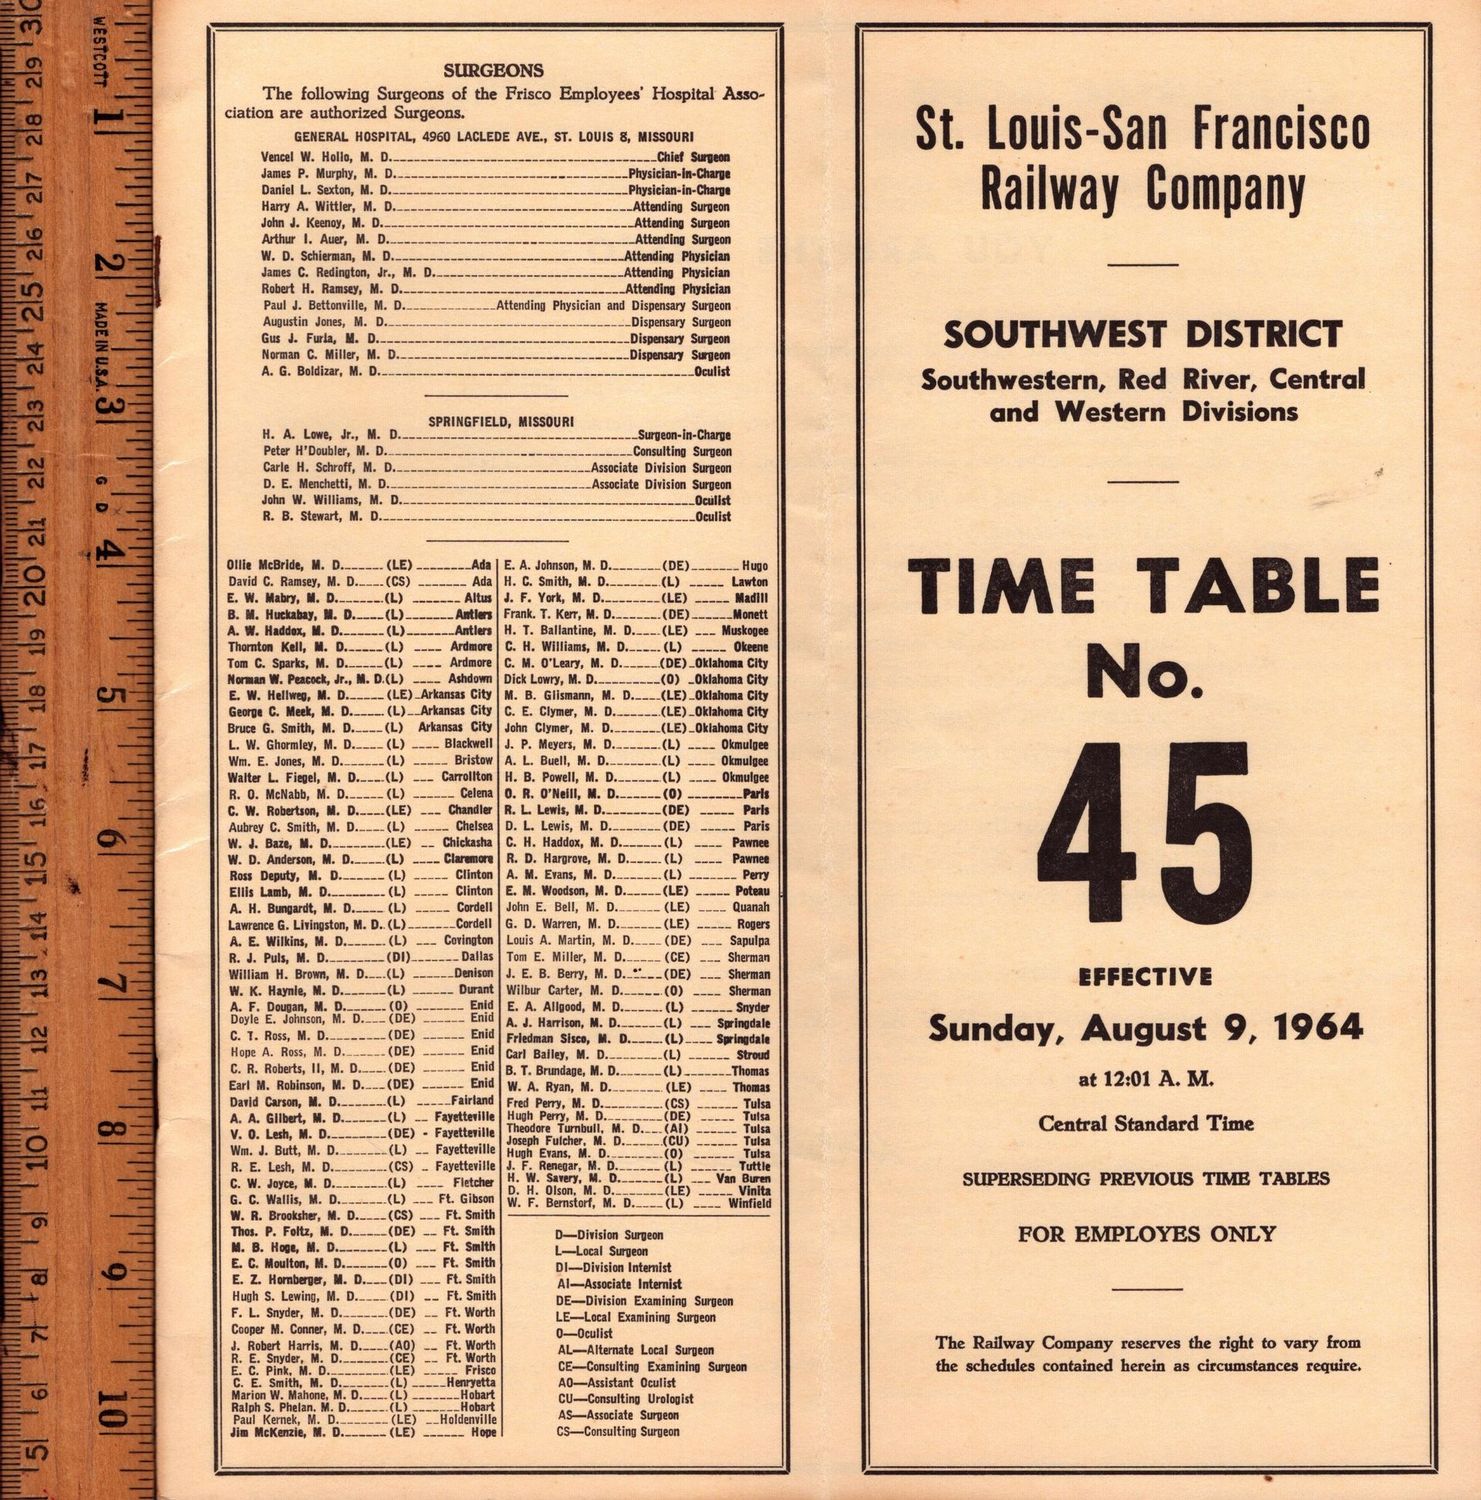 WESTCOTT
MADE IN U.S.A.
SURGEONS
The following Surgeons of the Frisco Employees' Hospital Asso-
ciation are authorized Surgeons.
GENERAL HOSPITAL, 4960 LACLEDE AVE., ST. LOUIS 8, MISSOURI
Vencel W. Hollo, M. D. Chief Surgeon
James P. Murphy, M. D. Physician-in-Charge
Daniel L. Sexton, M. D. Physician-in-Charge
Harry A. Wittler, M. D. Attending Surgeon
John J. Keenoy, M. D. Attending Surgeon
Arthur I. Auer, M. D. Attending Surgeon
W. D. Schierman, M. D. Attending Physician
James C. Redington, Jr., M. D. Attending Physician
Robert H. Ramsey, M. D. Attending Physician
Paul J. Bettonville, M. D. Attending Physician and Dispensary Surgeon
Augustin Jones, M. D. Dispensary Surgeon
Gus J. Furla, M. D. Dispensary Surgeon
Norman C. Miller, M. D. Dispensary Surgeon
A. G. Boldizar, M. D. Oculist
SPRINGFIELD, MISSOURI
H. A. Lowe, Jr., M. D. Surgeon-in-Charge
Peter H'Doubler, M. D. Consulting Surgeon
Carle H. Schroff, M. D. Associate Division Surgeon
D. E. Menchetti, M. D. Associate Division Surgeon
John W. Williams, M. D. Oculist
R. B. Stewart, M. D. Oculist
Ollie McBride, M. D. (LE) Ada
David C. Ramsey, M. D. (CS) Ada
E. W. Mabry, M. D. (L) Altus
B. M. Huckabay, M. D. (L) Antlers
A. W. Haddox, M. D. (L) Antlers
Thornton Kell, M. D. (L) Ardmore
Tom C. Sparks, M. D. (L) Ardmore
Norman W. Peacock, Jr., M. D. (L) Ashdown
E. W. Hellweg, M. D. (LE) Arkansas City
George C. Meek, M. D. (L) Arkansas City
Bruce G. Smith, M. D. (L) Arkansas City
L. W. Ghormley, M. D. (L) Blackwell
Wm. E. Jones, M. D. (L) Bristow
Walter L. Fiegel, M. D. (L) Carrollton
R. O. McNabb, M. D. (L) Celena
C. W. Robertson, M. D. (LE) Chandler
Aubrey C. Smith, M. D. (L) Chelsea
W. J. Baze, M. D. (LE) Chickasha
W. D. Anderson, M. D. (L) Claremore
Ross Deputy, M. D. (L) Clinton
Ellis Lamb, M. D. (L) Clinton
A. H. Bungardt, M. D. (L) Cordell
Lawrence G. Livingston, M. D. (L) Cordell
A. E. Wilkins, M. D. (L) Covington
R. J. Puls, M. D. (DI) Dallas
William H. Brown, M. D. (L) Denison
W. K. Haynie, M. D. (L) Durant
A. F. Dougan, M. D. (O) Enid
Doyle E. Johnson, M. D. (DE) Enid
C. T. Ross, M. D. (DE) Enid
Hope A. Ross, M. D. (DE) Enid
C. R. Roberts, II, M. D. (DE) Enid
Earl M. Robinson, M. D. (DE) Enid
David Carson, M. D. (L) Fairland
A. A. Gilbert, M. D. (L) Fayetteville
V. O. Lesh, M. D. (DE) Fayetteville
Wm. J. Butt, M. D. (L) Fayetteville
R. E. Lesh, M. D. (CS) Fayetteville
C. W. Joyce, M. D. (L) Fletcher
G. C. Wallis, M. D. (L) Ft. Gibson
W. R. Brooksher, M. D. (CS) Ft. Smith
Thos. P. Foltz, M. D. (DE) Ft. Smith
M. B. Hoge, M. D. (L) Ft. Smith
E. C. Moulton, M. D. (O) Ft. Smith
E. Z. Hornberger, M. D. (DI) Ft. Smith
Hugh S. Lewing, M. D. (DI) Ft. Smith
F. L. Snyder, M. D. (DE) Ft. Worth
Cooper M. Conner, M. D. (CE) Ft. Worth
J. Robert Harris, M. D. (AO) Ft. Worth
R. E. Snyder, M. D. (CE) Ft. Worth
E. C. Pink, M. D. (LE) Frisco
C. E. Smith, M. D. (L) Henryetta
Marion W. Mahone, M. D. (L) Hobart
Ralph S. Phelan, M. D. (L) Hobart
Paul Kernek, M. D. (LE) Holdenville
Jim McKenzie, M. D. (LE) Hope
E. A. Johnson, M. D. (DE) Hugo
H. C. Smith, M. D. (L) Lawton
J. F. York, M. D. (LE) Madill
Frank. T. Kerr, M. D. (DE) Monett
H. T. Ballantine, M. D. (LE) Muskogee
C. H. Williams, M. D. (L) Okeene
C. M. O'Leary, M. D. (DE) Oklahoma City
Dick Lowry, M. D. (O) Oklahoma City
M. B. Glismann, M. D. (LE) Oklahoma City
C. E. Clymer, M. D. (LE) Oklahoma City
John Clymer, M. D. (LE) Oklahoma City
J. P. Meyers, M. D. (L) Okmulgee
A. L. Buell, M. D. (L) Okmulgee
H. B. Powell, M. D. (L) Okmulgee
O. R. O'Neill, M. D. (O) Paris
R. L. Lewis, M. D. (DE) Paris
D. L. Lewis, M. D. (DE) Paris
C. H. Haddox, M. D. (L) Pawnee
R. D. Hargrove, M. D. (L) Pawnee
A. M. Evans, M. D. (L) Perry
E. M. Woodson, M. D. (LE) Poteau
John E. Bell, M. D. (LE) Quanah
G. D. Warren, M. D. (LE) Rogers
Louis A. Martin, M. D. (DE) Sapulpa
Tom E. Miller, M. D. (CE) Sherman
J. E. B. Berry, M. D. (DE) Sherman
Wilbur Carter, M. D. (O) Sherman
E. A. Allgood, M. D. (L) Snyder
A. J. Harrison, M. D. (L) Springdale
Friedman Sisco, M. D. (L) Springdale
Carl Bailey, M. D. (L) Stroud
B. T. Brundage, M. D. (L) Thomas
W. A. Ryan, M. D. (LE) Thomas
Fred Perry, M. D. (CS) Tulsa
Hugh Perry, M. D. (DE) Tulsa
Theodore Turnbull, M. D. (AI) Tulsa
Joseph Fulcher, M. D. (CU) Tulsa
Hugh Evans, M. D. (O) Tulsa
J. F. Renegar, M. D. (L) Tuttle
H. W. Savery, M. D. (L) Van Buren
D. H. Olson, M. D. (LE) Vinita
W. F. Bernstorf, M. D. (L) Winfield
D—Division Surgeon
L—Local Surgeon
DI—Division Internist
AI—Associate Internist
DE—Division Examining Surgeon
LE—Local Examining Surgeon
O—Oculist
AL—Alternate Local Surgeon
CE—Consulting Examining Surgeon
AO—Assistant Oculist
CU—Consulting Urologist
AS—Associate Surgeon
CS—Consulting Surgeon
St. Louis-San Francisco
Railway Company
SOUTHWEST DISTRICT
Southwestern, Red River, Central
and Western Divisions
TIME TABLE
No.
45
EFFECTIVE
Sunday, August 9, 1964
at 12:01 A. M.
Central Standard Time
SUPERSEDING PREVIOUS TIME TABLES
FOR EMPLOYES ONLY
The Railway Company reserves the right to vary from
the schedules contained herein as circumstances require.